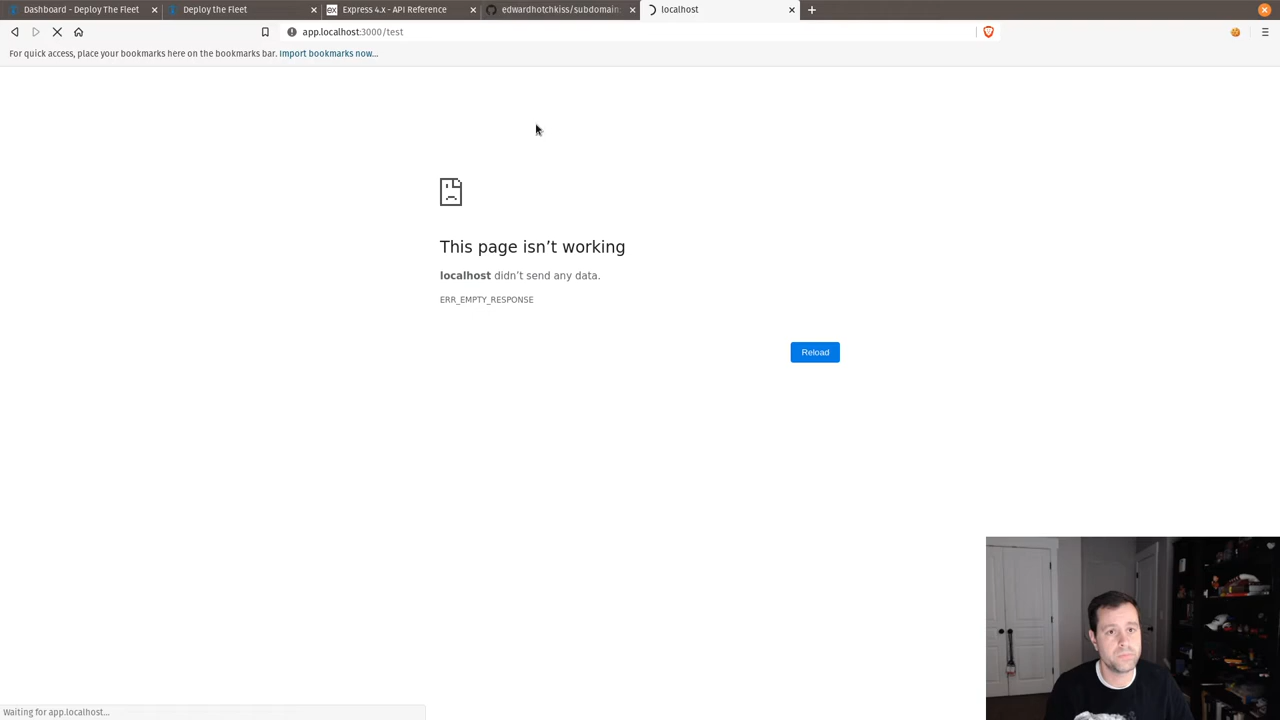 Dashboard - Deploy The Fleet
Deploy the Fleet
Express 4.x - API Reference
edwardhotchkiss/subdomain
localhost
app.localhost:3000/test
For quick access, place your bookmarks here on the bookmarks bar. Import bookmarks now...
This page isn't working
localhost didn't send any data.
ERR_EMPTY_RESPONSE
Reload
Waiting for app.localhost...